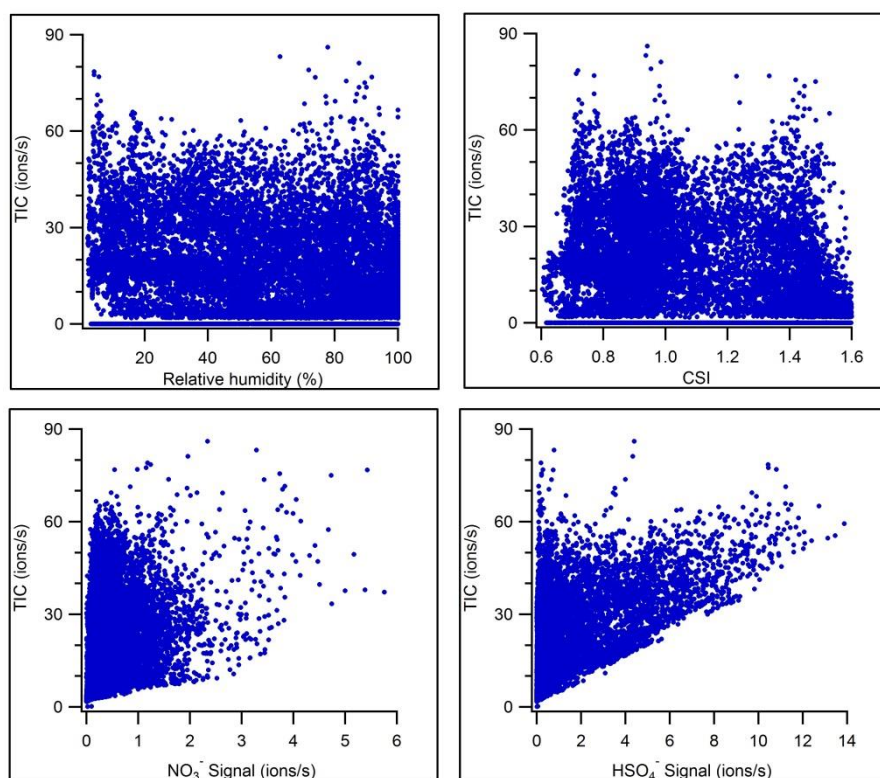 90
60
30
0
TIC (ions/s)
20 40 60 80 100
Relative humidity (%)
90
60
30
0
TIC (ions/s)
0.6 0.8 1.0 1.2 1.4 1.6
CSI
90
60
30
0
TIC (ions/s)
0 1 2 3 4 5 6
NO₃⁻ Signal (ions/s)
90
60
30
0
TIC (ions/s)
0 2 4 6 8 10 12 14
HSO₄⁻ Signal (ions/s)